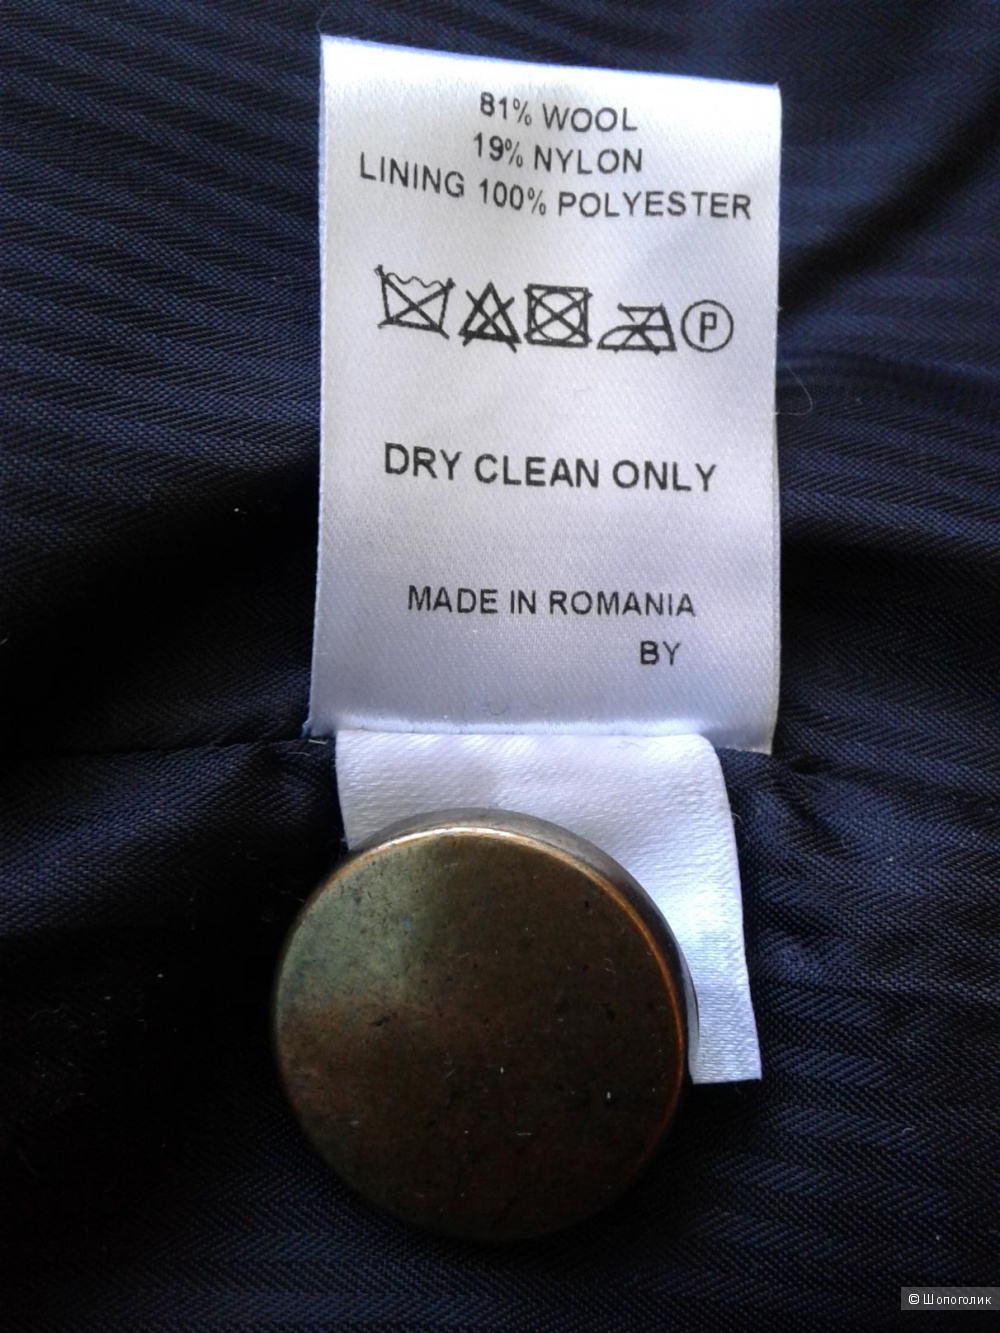 81% WOOL
19% NYLON
LINING 100% POLYESTER
P
DRY CLEAN ONLY
MADE IN ROMANIA
BY
© Шопоголик